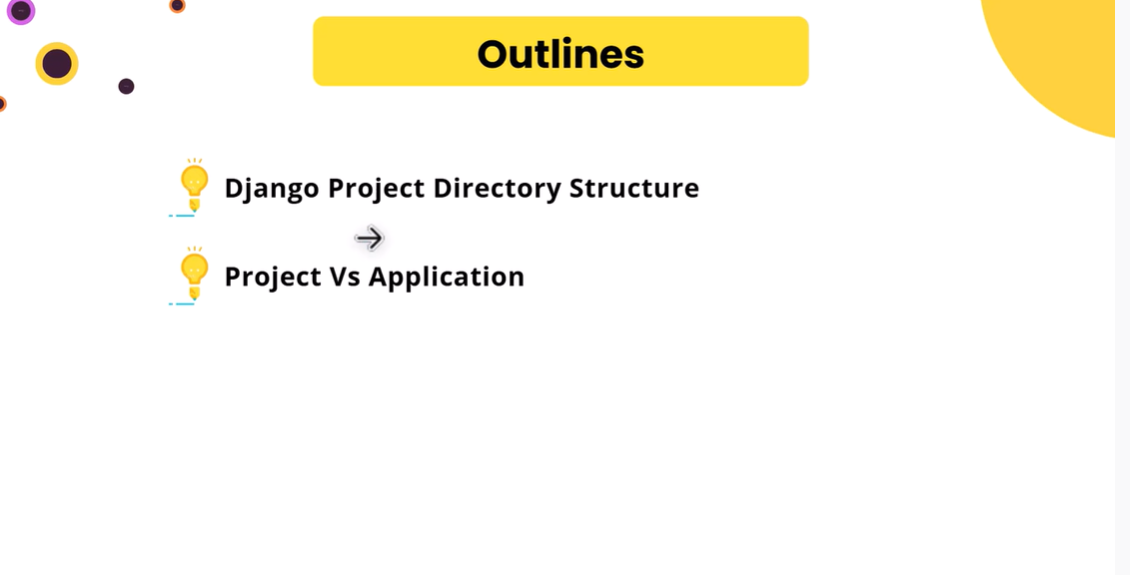 Outlines
Django Project Directory Structure
Project Vs Application